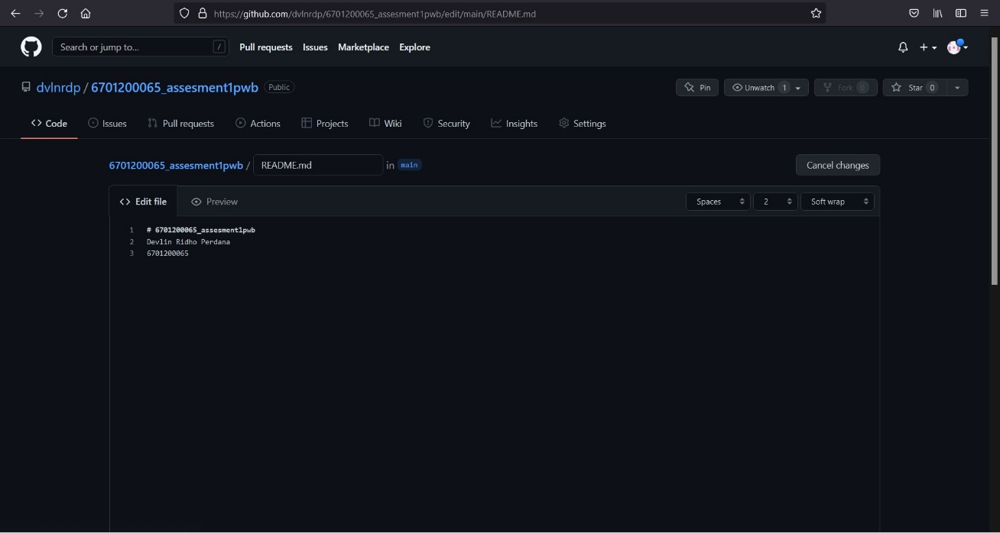 https://github.com/dvlnrdp/6701200065_assesment1pwb/edit/main/README.md
Search or jump to... /
Pull requests Issues Marketplace Explore
dvlnrdp / 6701200065_assesment1pwb Public
Pin Unwatch 1 Fork 0 Star 0
Code Issues Pull requests Actions Projects Wiki Security Insights Settings
6701200065_assesment1pwb / README.md in main Cancel changes
Edit file Preview Spaces 2 Soft wrap
1 # 6701200065_assesment1pwb
2 Devlin Ridho Perdana
3 6701200065